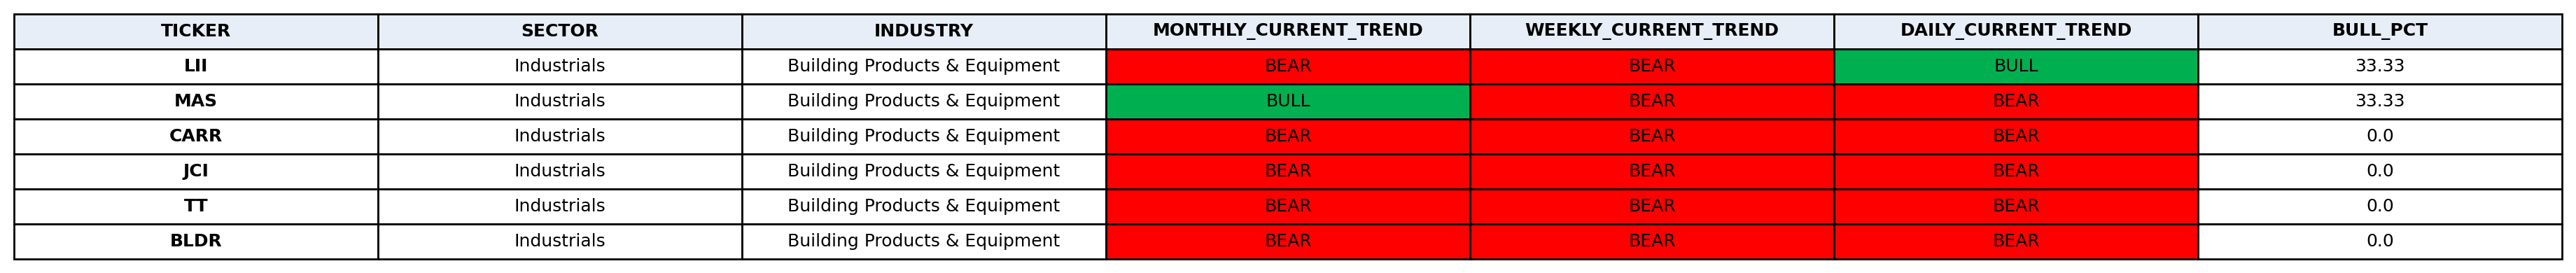 TICKER SECTOR INDUSTRY MONTHLY_CURRENT_TREND WEEKLY_CURRENT_TREND DAILY_CURRENT_TREND BULL_PCT
LII Industrials Building Products & Equipment BEAR BEAR BULL 33.33
MAS Industrials Building Products & Equipment BULL BEAR BEAR 33.33
CARR Industrials Building Products & Equipment BEAR BEAR BEAR 0.0
JCI Industrials Building Products & Equipment BEAR BEAR BEAR 0.0
TT Industrials Building Products & Equipment BEAR BEAR BEAR 0.0
BLDR Industrials Building Products & Equipment BEAR BEAR BEAR 0.0